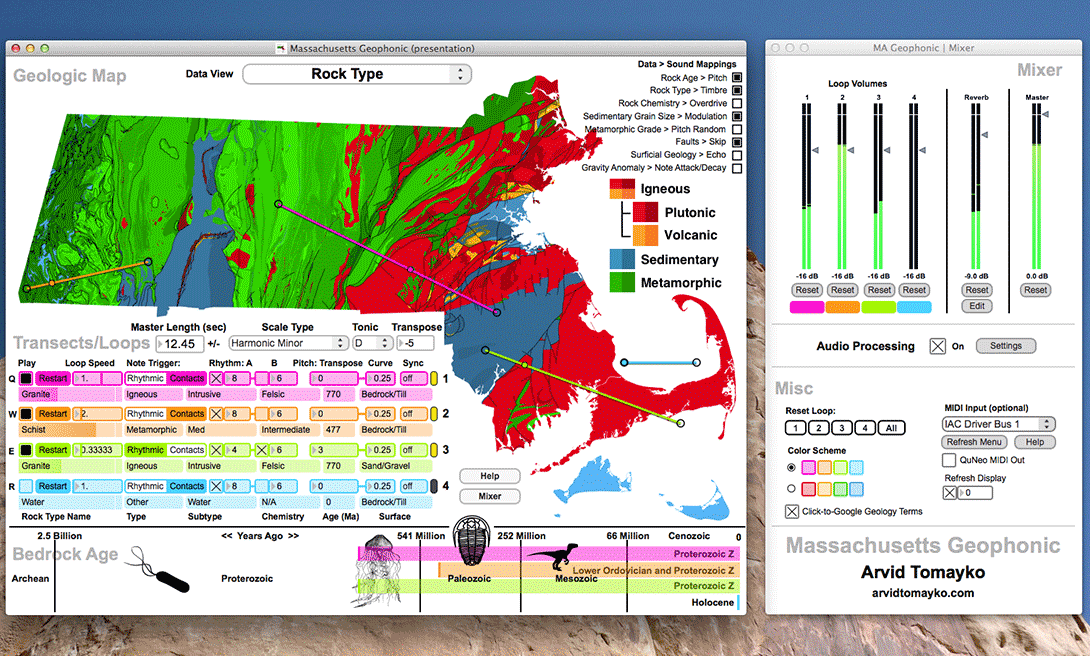 Massachusetts Geophonic (presentation)
Geologic Map
Data View
Rock Type
Data > Sound Mappings
Rock Age > Pitch
Rock Type > Timbre
Rock Chemistry > Overdrive
Sedimentary Grain Size > Modulation
Metamorphic Grade > Pitch Random
Faults > Skip
Surficial Geology > Echo
Gravity Anomaly > Note Attack/Decay
Igneous
Plutonic
Volcanic
Sedimentary
Metamorphic
Transects/Loops
Master Length (sec) Scale Type Tonic Transpose
12.45 +/- Harmonic Minor D -5
Play Loop Speed Note Trigger: Rhythm: A B Pitch: Transpose Curve Sync
Q Restart 1. Rhythmic Contacts 8 6 0 0.25 off 1
Granite Igneous Intrusive Felsic 770 Bedrock/Till
W Restart 2. Rhythmic Contacts 8 6 0 0.25 off 2
Schist Metamorphic Med Intermediate 477 Bedrock/Till
E Restart 0.33333 Rhythmic Contacts 4 6 3 0.25 off 3
Granite Igneous Intrusive Felsic 770 Sand/Gravel
R Restart 1. Rhythmic Contacts 8 6 0 0.25 off 4
Water Other Water N/A 0 Bedrock/Till
Rock Type Name Type Subtype Chemistry Age (Ma) Surface
Help
Mixer
2.5 Billion << Years Ago >> 541 Million 252 Million 66 Million Cenozoic 0
Bedrock Age
Archean Proterozoic Paleozoic Mesozoic
Proterozoic Z
Lower Ordovician and Proterozoic Z
Proterozoic Z
Holocene
MA Geophonic | Mixer
Mixer
Loop Volumes
1 2 3 4 Reverb Master
-16 dB -16 dB -16 dB -16 dB -9.0 dB 0.0 dB
Reset Reset Reset Reset Reset Reset
Edit
Audio Processing On Settings
Misc
Reset Loop:
1 2 3 4 All
Color Scheme
Click-to-Google Geology Terms
MIDI Input (optional)
IAC Driver Bus 1
Refresh Menu Help
QuNeo MIDI Out
Refresh Display
0
Massachusetts Geophonic
Arvid Tomayko
arvidtomayko.com